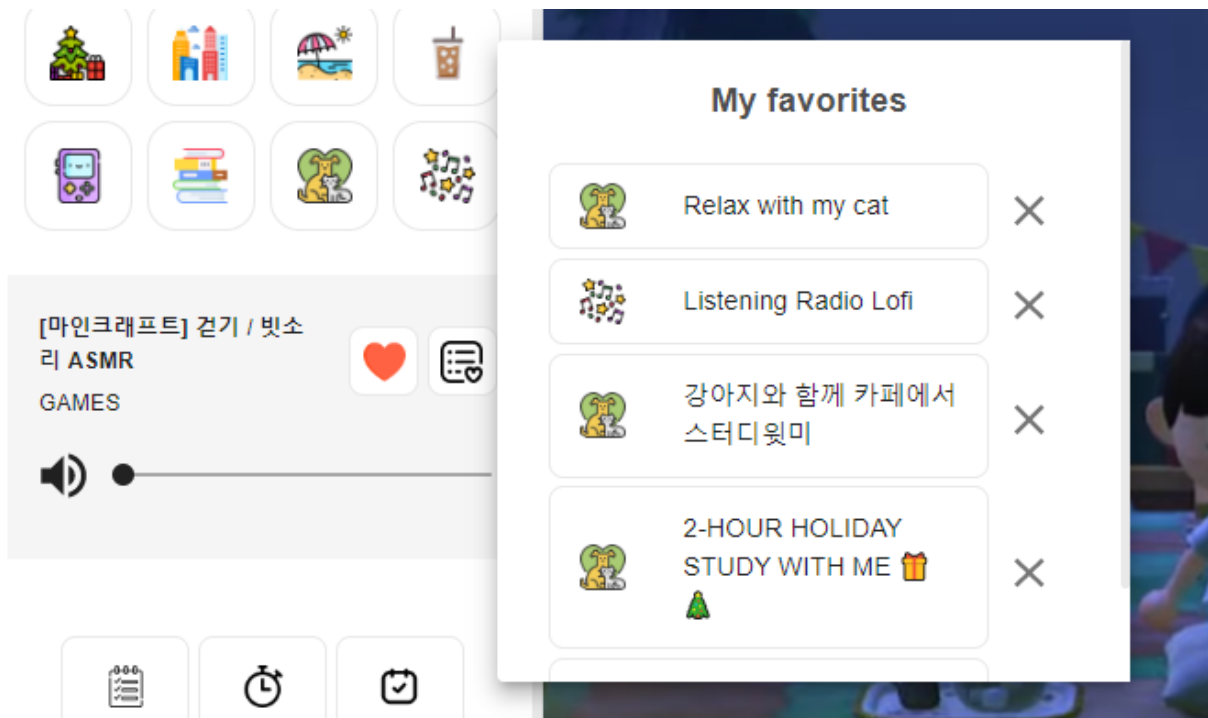 My favorites
Relax with my cat
Listening Radio Lofi
강아지와 함께 카페에서
스터디윗미
2-HOUR HOLIDAY
STUDY WITH ME 🎁
🎄
[마인크래프트] 걷기 / 빗소
리 ASMR
GAMES